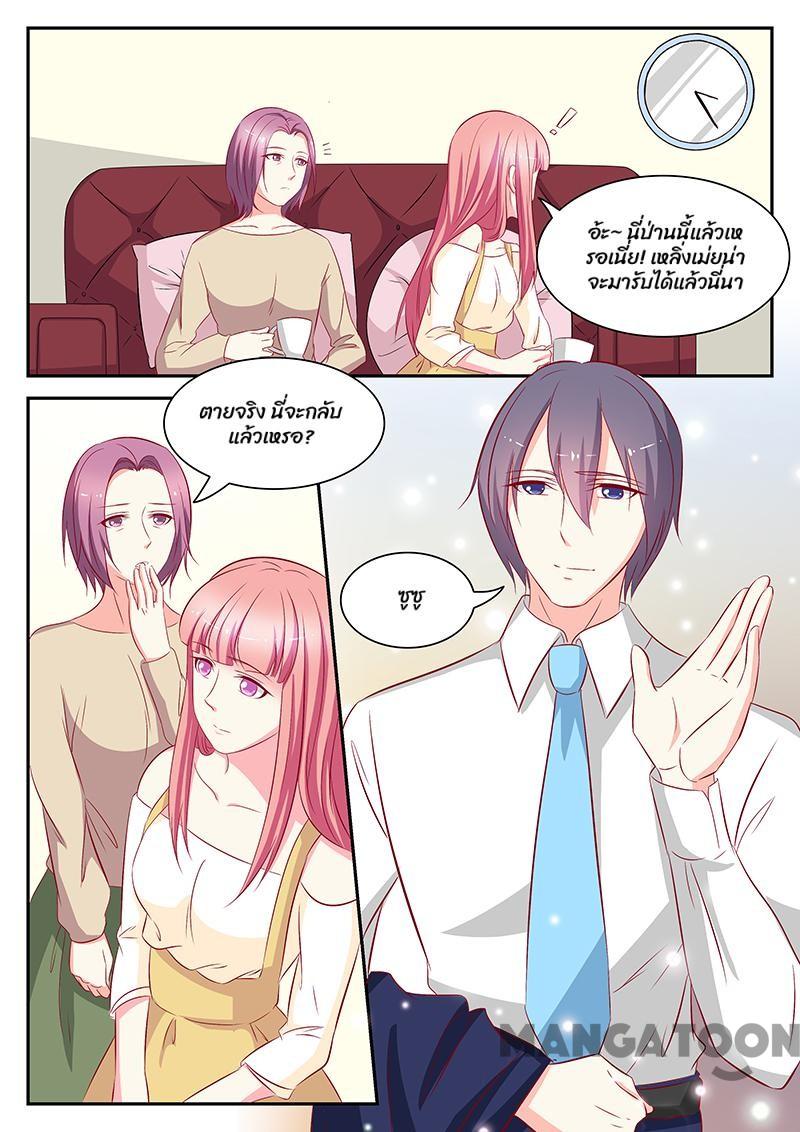 อ้ะ~ นี่ป่านนี้แล้วเห
รอเนี่ย! เหลิ่งเม่ยน่า
จะมารับได้แล้วนี่นา
ตายจริง นี่จะกลับ
แล้วเหรอ?
ซูซู
MANGATOON